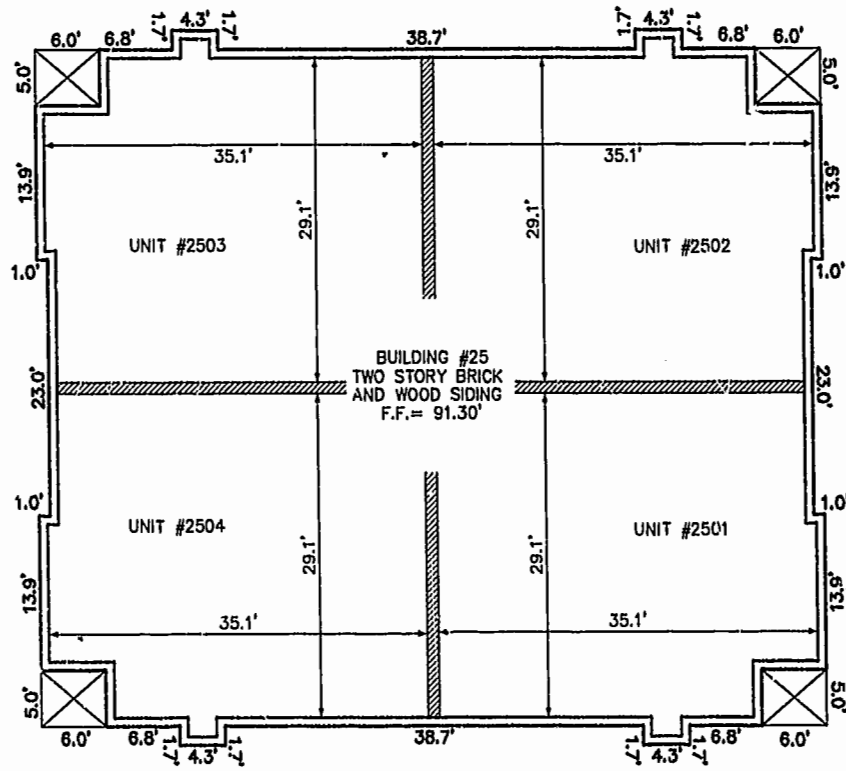 4.3' 4.3'
1.7' 1.7' 1.7' 1.7'
6.0' 6.8' 38.7' 6.8' 6.0'
5.0' 5.0'
35.1' 35.1'
13.9' 13.9'
29.1' 29.1'
UNIT #2503 UNIT #2502
1.0' 1.0'
BUILDING #25
TWO STORY BRICK
AND WOOD SIDING
F.F.= 91.30'
23.0' 23.0'
1.0' 1.0'
UNIT #2504 UNIT #2501
29.1' 29.1'
13.9' 13.9'
35.1' 35.1'
5.0' 5.0'
6.0' 6.8' 38.7' 6.8' 6.0'
1.7' 1.7' 1.7' 1.7'
4.3' 4.3'